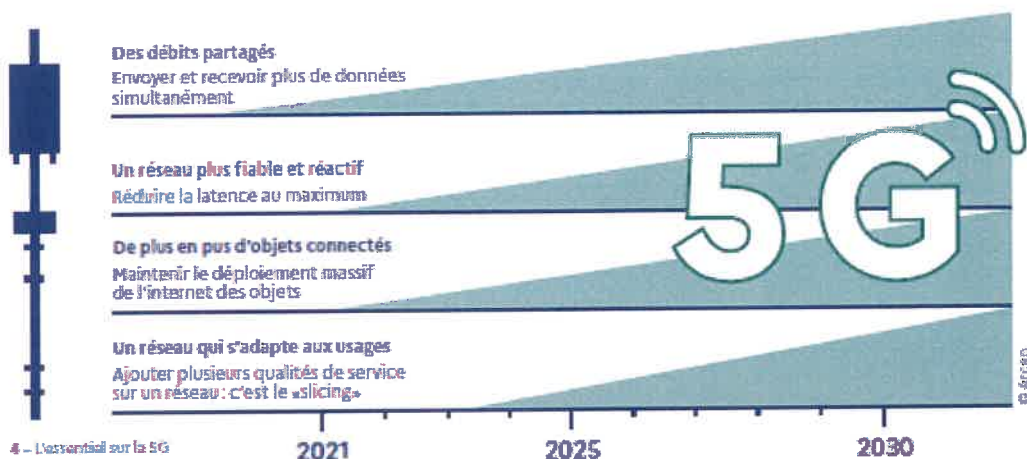 Des débits partagés
Envoyer et recevoir plus de données
simultanément
Un réseau plus fiable et réactif
Réduire la latence au maximum
De plus en pus d'objets connectés
Maintenir le déploiement massif
de l'internet des objets
Un réseau qui s'adapte aux usages
Ajouter plusieurs qualités de service
sur un réseau : c'est le «slicing»
5G
2021
2025
2030
4 – L'essentiel sur la 5G